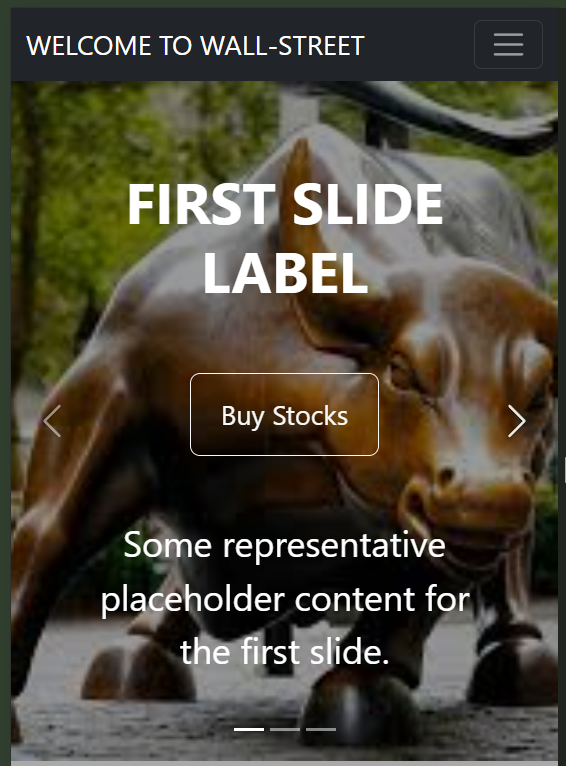 WELCOME TO WALL-STREET
FIRST SLIDE
LABEL
Buy Stocks
Some representative
placeholder content for
the first slide.